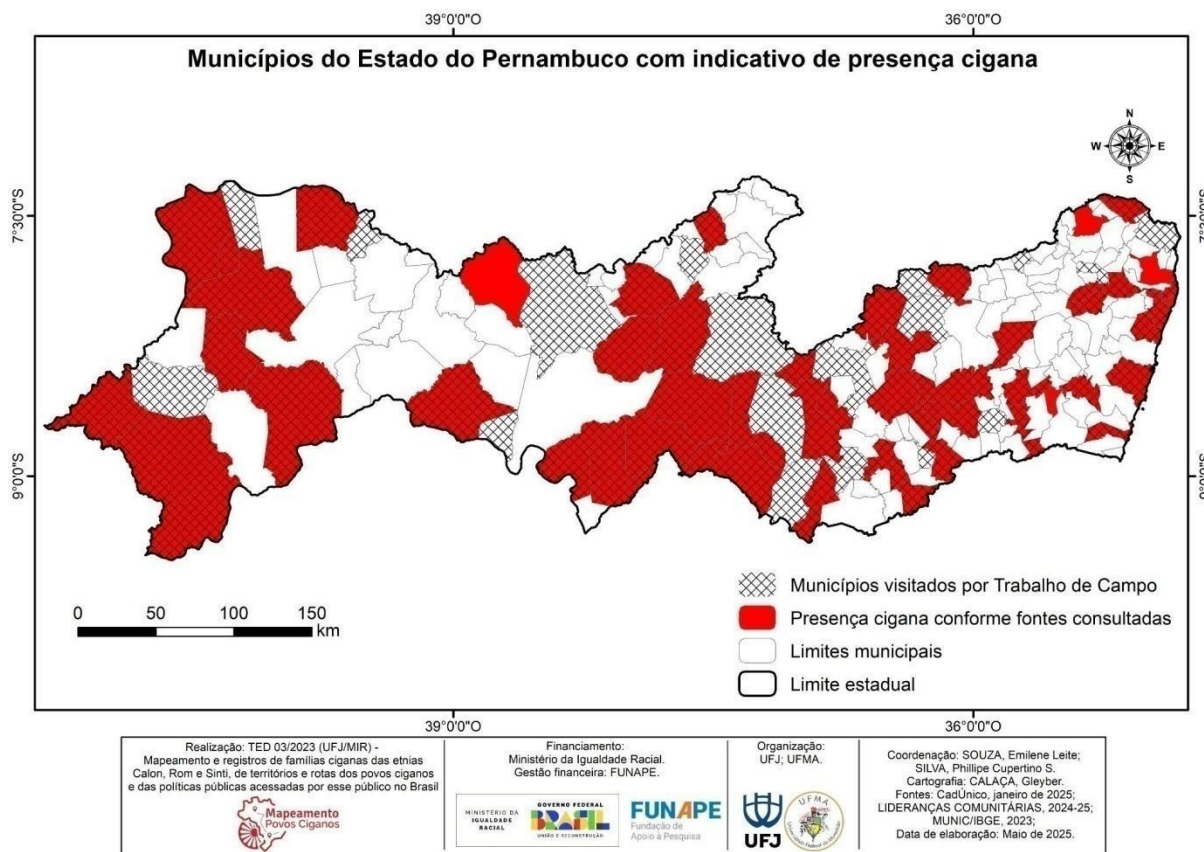 39°0'0"O
36°0'0"O
Municípios do Estado do Pernambuco com indicativo de presença cigana
N
W
E
S
7°30'0"S
7°30'0"S
9°0'0"S
9°0'0"S
0 50 100 150
km
Municípios visitados por Trabalho de Campo
Presença cigana conforme fontes consultadas
Limites municipais
Limite estadual
39°0'0"O
36°0'0"O
Realização: TED 03/2023 (UFJ/MIR) -
Mapeamento e registros de famílias ciganas das etnias
Calon, Rom e Sinti, de territórios e rotas dos povos ciganos
e das políticas públicas acessadas por esse público no Brasil
Mapeamento
Povos Ciganos
Financiamento:
Ministério da Igualdade Racial.
Gestão financeira: FUNAPE.
MINISTÉRIO DA
IGUALDADE
RACIAL
GOVERNO FEDERAL
BRASIL
UNIÃO E RECONSTRUÇÃO
FUNAPE
Fundação de
Apoio à Pesquisa
Organização:
UFJ; UFMA.
UFJ
UFMA
Coordenação: SOUZA, Emilene Leite;
SILVA, Phillipe Cupertino S.
Cartografia: CALAÇA, Gleyber.
Fontes: CadÚnico, janeiro de 2025;
LIDERANÇAS COMUNITÁRIAS, 2024-25;
MUNIC/IBGE, 2023;
Data de elaboração: Maio de 2025.